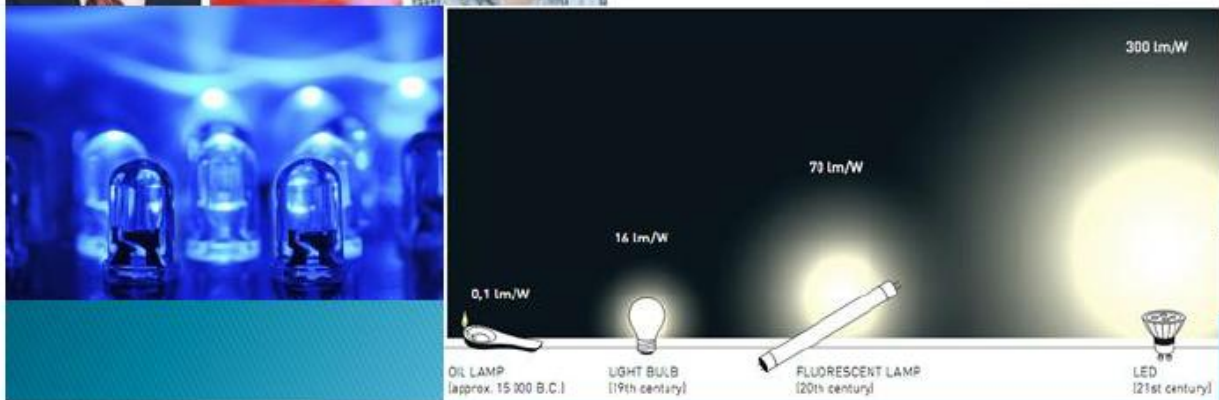 300 lm/W
70 lm/W
16 lm/W
0,1 lm/W
OIL LAMP
(approx. 15 000 B.C.)
LIGHT BULB
(19th century)
FLUORESCENT LAMP
(20th century)
LED
(21st century)